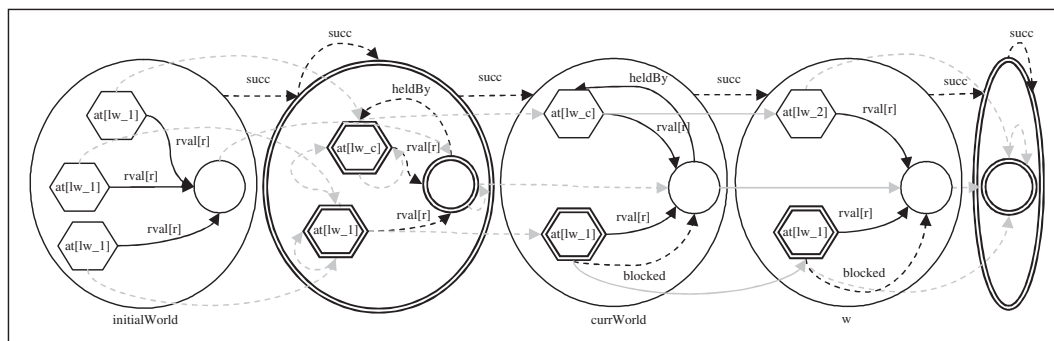 succ
succ
succ
heldBy
succ
succ
succ
heldBy
at[lw_1]
rval[r]
at[lw_c]
rval[r]
at[lw_c]
rval[r]
at[lw_2]
rval[r]
at[lw_1]
rval[r]
at[lw_1]
rval[r]
at[lw_1]
rval[r]
at[lw_1]
rval[r]
at[lw_1]
rval[r]
blocked
blocked
initialWorld
currWorld
w